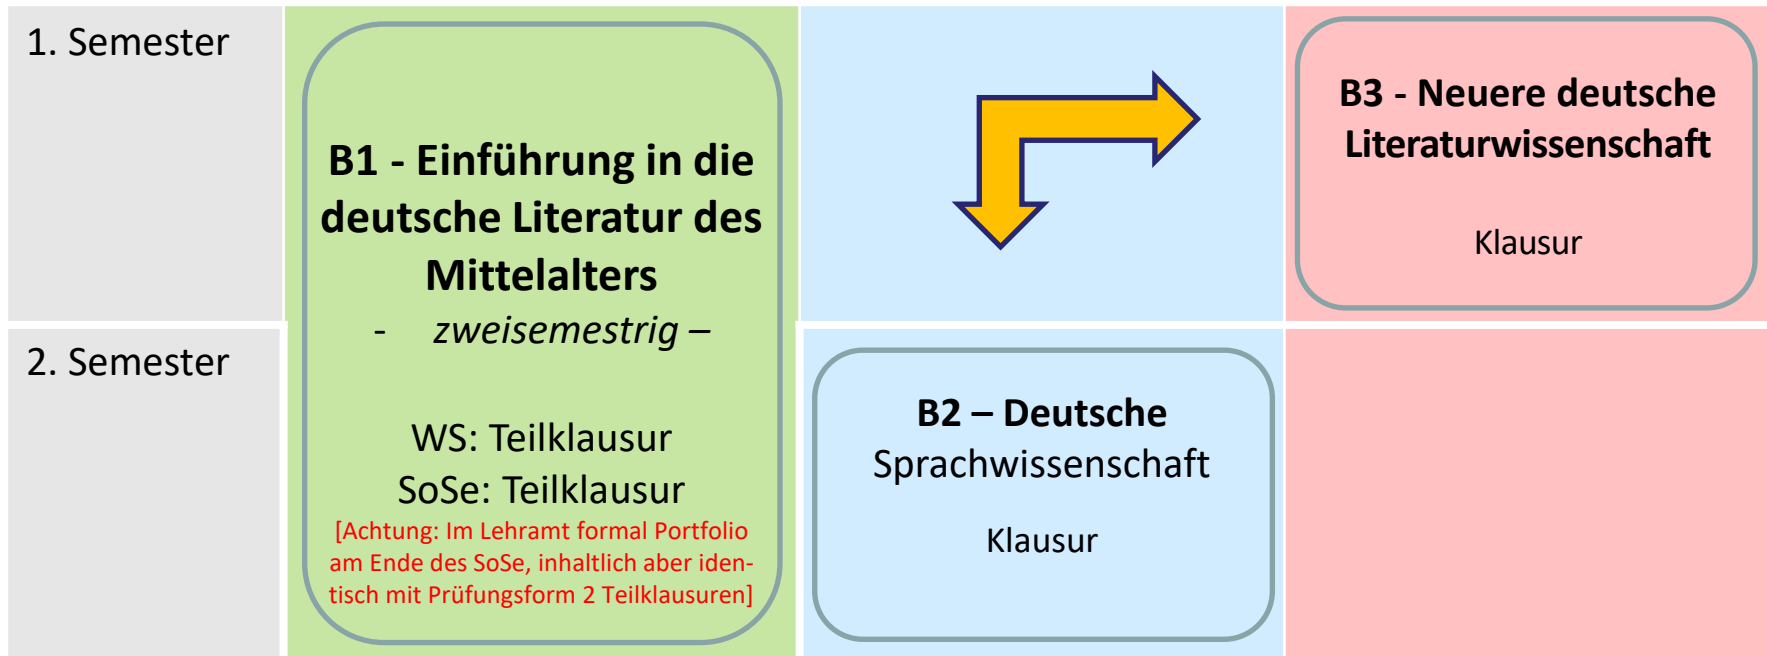 1. Semester
B1 - Einführung in die
deutsche Literatur des
Mittelalters
- zweisemestrig –
WS: Teilklausur
SoSe: Teilklausur
[Achtung: Im Lehramt formal Portfolio
am Ende des SoSe, inhaltlich aber iden-
tisch mit Prüfungsform 2 Teilklausuren]
B3 - Neuere deutsche
Literaturwissenschaft
Klausur
2. Semester
B2 – Deutsche
Sprachwissenschaft
Klausur